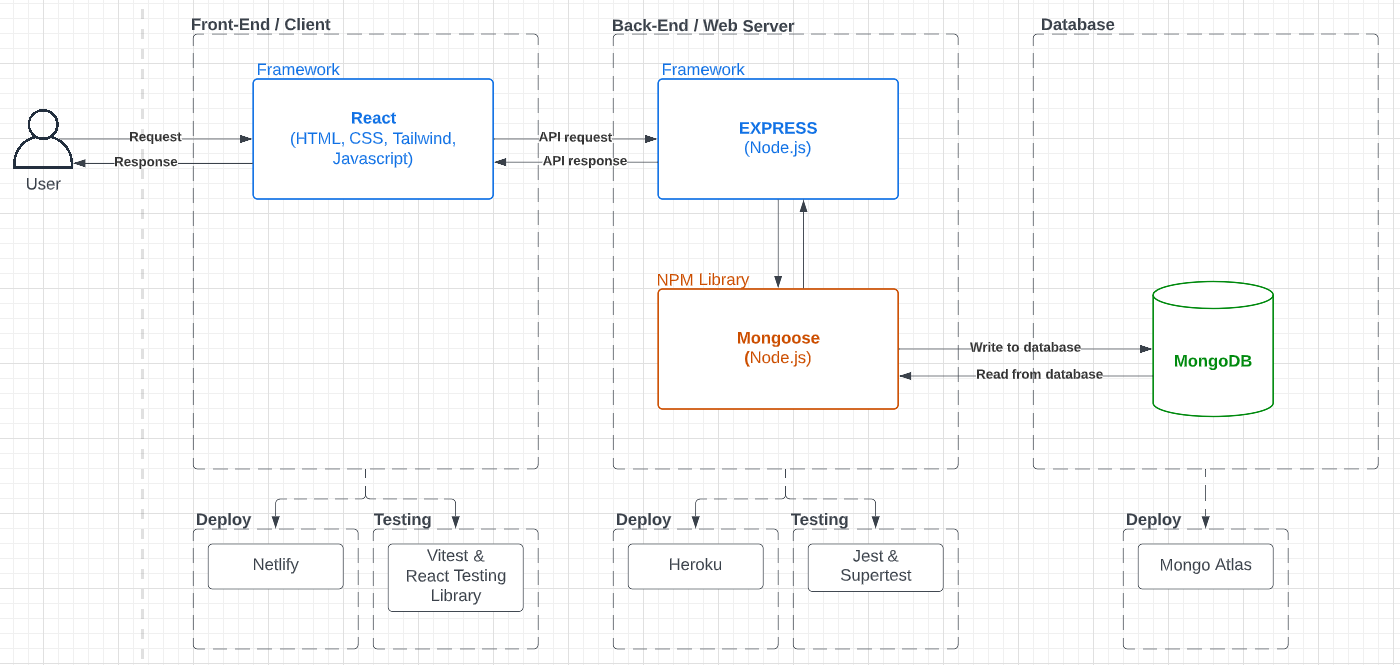 Front-End / Client
Back-End / Web Server
Database
Framework
Framework
React
(HTML, CSS, Tailwind,
Javascript)
EXPRESS
(Node.js)
Request
Response
API request
API response
User
NPM Library
Mongoose
(Node.js)
Write to database
Read from database
MongoDB
Deploy
Testing
Deploy
Testing
Deploy
Netlify
Vitest &
React Testing
Library
Heroku
Jest &
Supertest
Mongo Atlas